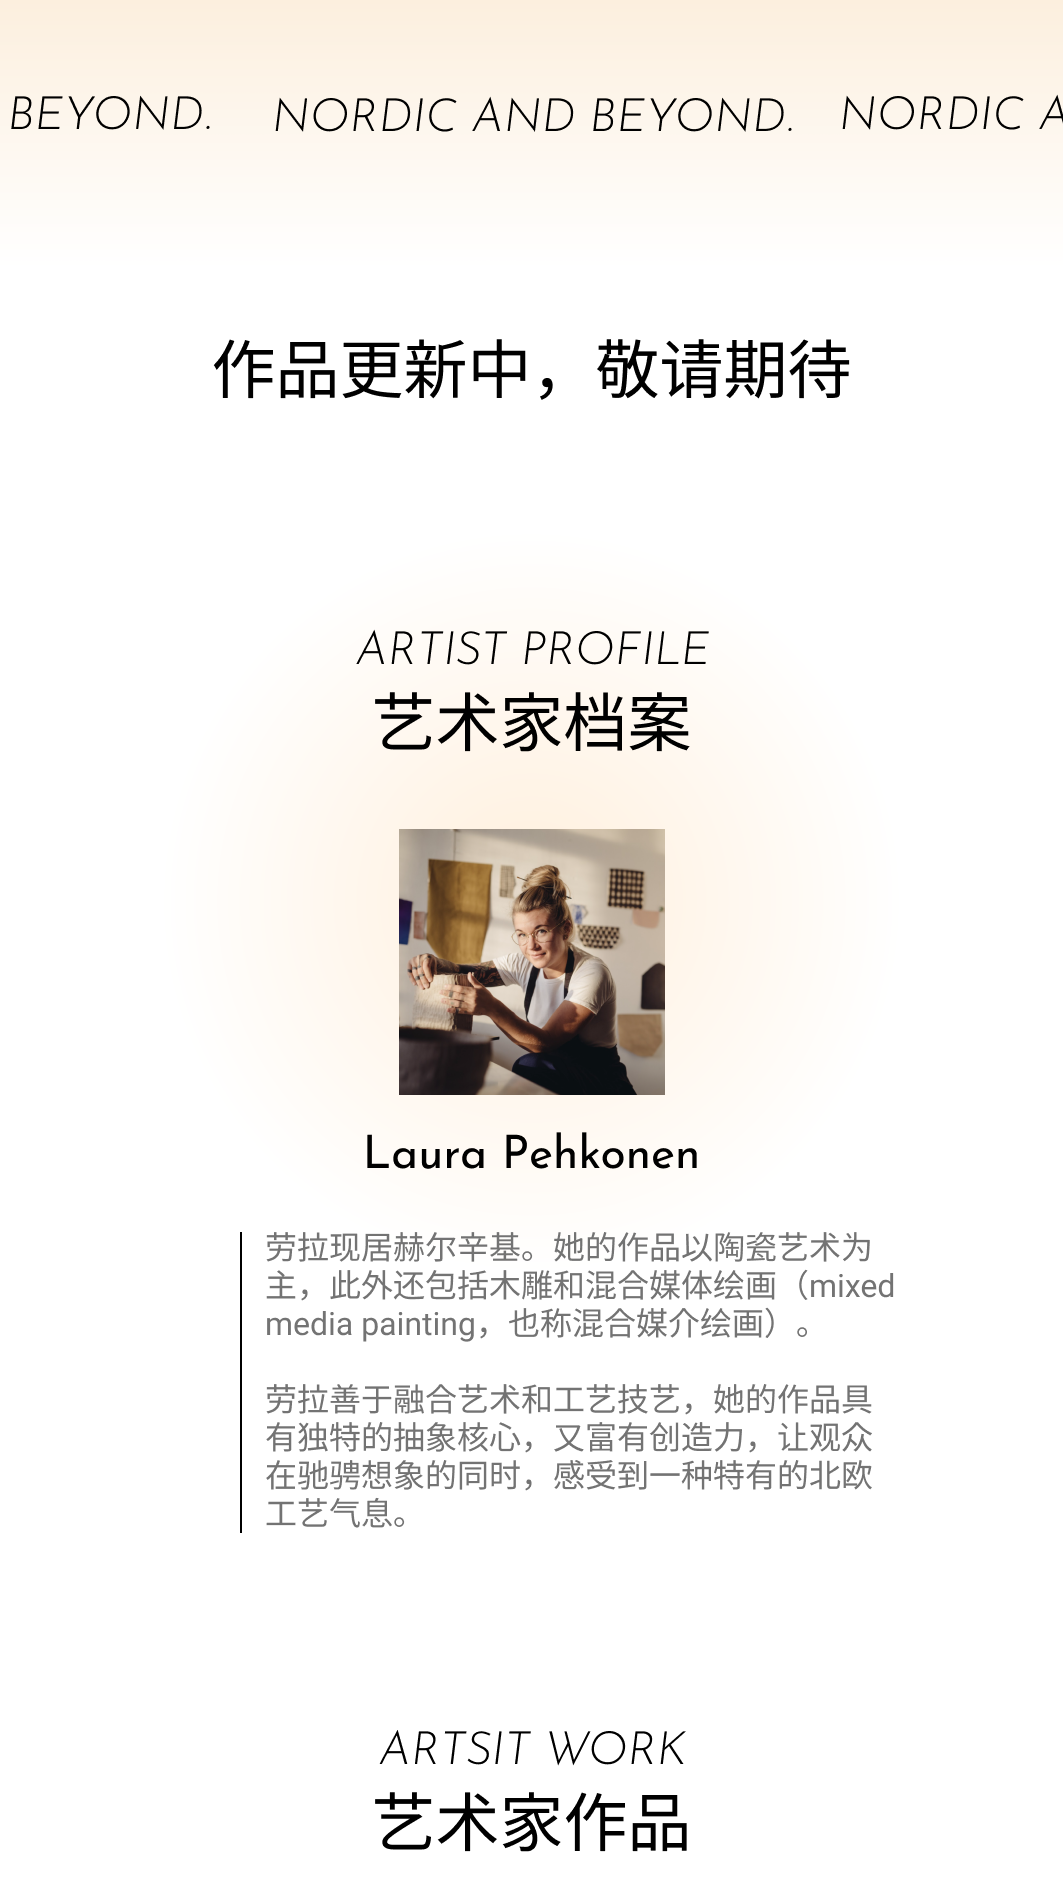 BEYOND. NORDIC AND BEYOND. NORDIC A
作品更新中，敬请期待
ARTIST PROFILE
艺术家档案
Laura Pehkonen
劳拉现居赫尔辛基。她的作品以陶瓷艺术为
主，此外还包括木雕和混合媒体绘画（mixed
media painting，也称混合媒介绘画）。
劳拉善于融合艺术和工艺技艺，她的作品具
有独特的抽象核心，又富有创造力，让观众
在驰骋想象的同时，感受到一种特有的北欧
工艺气息。
ARTSIT WORK
艺术家作品